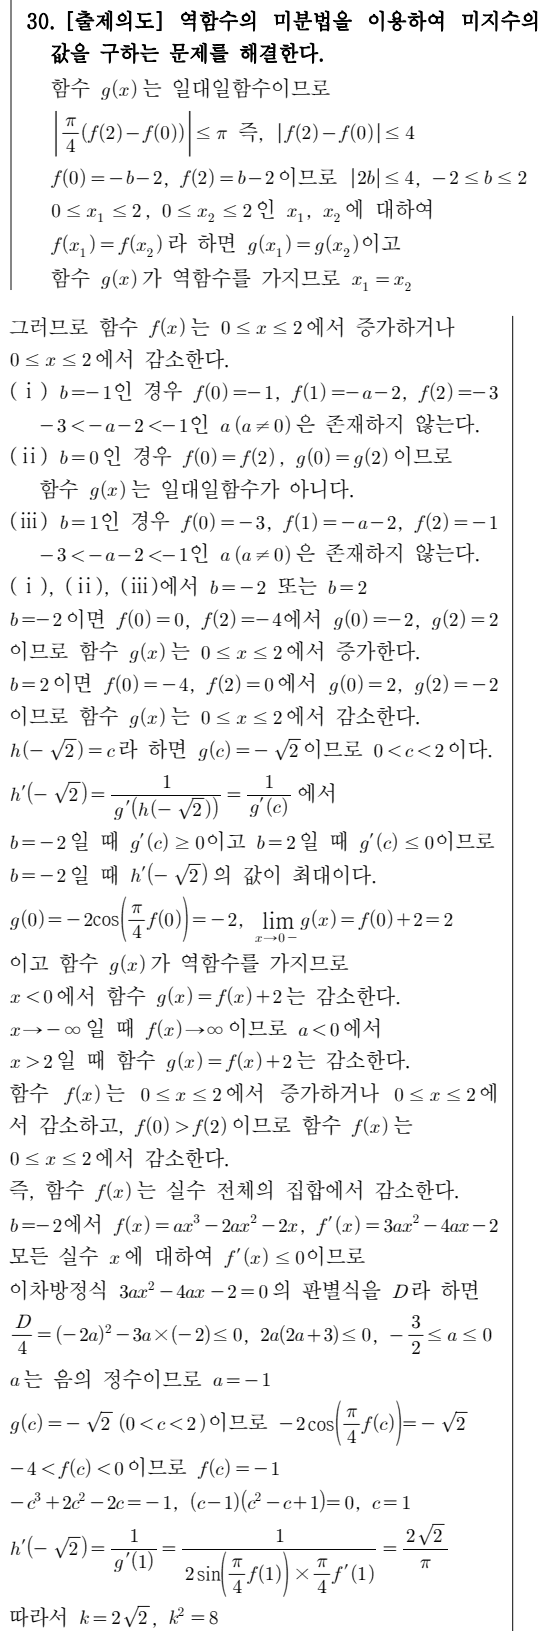 30. [출제의도] 역함수의 미분법을 이용하여 미지수의
값을 구하는 문제를 해결한다.
함수 g(x)는 일대일함수이므로
|π/4(f(2)−f(0))| ≤ π 즉, |f(2)−f(0)| ≤ 4
f(0)=−b−2, f(2)=b−2이므로 |2b| ≤ 4, −2 ≤ b ≤ 2
0 ≤ x₁ ≤ 2, 0 ≤ x₂ ≤ 2인 x₁, x₂에 대하여
f(x₁)=f(x₂)라 하면 g(x₁)=g(x₂)이고
함수 g(x)가 역함수를 가지므로 x₁=x₂
그러므로 함수 f(x)는 0 ≤ x ≤ 2에서 증가하거나
0 ≤ x ≤ 2에서 감소한다.
(ⅰ) b=−1인 경우 f(0)=−1, f(1)=−a−2, f(2)=−3
−3<−a−2<−1인 a(a≠0)은 존재하지 않는다.
(ⅱ) b=0인 경우 f(0)=f(2), g(0)=g(2)이므로
함수 g(x)는 일대일함수가 아니다.
(ⅲ) b=1인 경우 f(0)=−3, f(1)=−a−2, f(2)=−1
−3<−a−2<−1인 a(a≠0)은 존재하지 않는다.
(ⅰ), (ⅱ), (ⅲ)에서 b=−2 또는 b=2
b=−2이면 f(0)=0, f(2)=−4에서 g(0)=−2, g(2)=2
이므로 함수 g(x)는 0 ≤ x ≤ 2에서 증가한다.
b=2이면 f(0)=−4, f(2)=0에서 g(0)=2, g(2)=−2
이므로 함수 g(x)는 0 ≤ x ≤ 2에서 감소한다.
h(−√2)=c라 하면 g(c)=−√2이므로 0<c<2이다.
h′(−√2)=1/g′(h(−√2))=1/g′(c)에서
b=−2일 때 g′(c) ≥ 0이고 b=2일 때 g′(c) ≤ 0이므로
b=−2일 때 h′(−√2)의 값이 최대이다.
g(0)=−2cos(π/4 f(0))=−2, lim x→0− g(x)=f(0)+2=2
이고 함수 g(x)가 역함수를 가지므로
x<0에서 함수 g(x)=f(x)+2는 감소한다.
x→−∞일 때 f(x)→∞이므로 a<0에서
x>2일 때 함수 g(x)=f(x)+2는 감소한다.
함수 f(x)는 0 ≤ x ≤ 2에서 증가하거나 0 ≤ x ≤ 2에
서 감소하고, f(0)>f(2)이므로 함수 f(x)는
0 ≤ x ≤ 2에서 감소한다.
즉, 함수 f(x)는 실수 전체의 집합에서 감소한다.
b=−2에서 f(x)=ax³−2ax²−2x, f′(x)=3ax²−4ax−2
모든 실수 x에 대하여 f′(x) ≤ 0이므로
이차방정식 3ax²−4ax−2=0의 판별식을 D라 하면
D/4=(−2a)²−3a×(−2) ≤ 0, 2a(2a+3) ≤ 0, −3/2 ≤ a ≤ 0
a는 음의 정수이므로 a=−1
g(c)=−√2 (0<c<2)이므로 −2cos(π/4 f(c))=−√2
−4<f(c)<0이므로 f(c)=−1
−c³+2c²−2c=−1, (c−1)(c²−c+1)=0, c=1
h′(−√2)=1/g′(1)=1/(2sin(π/4 f(1))×π/4 f′(1))=2√2/π
따라서 k=2√2, k²=8